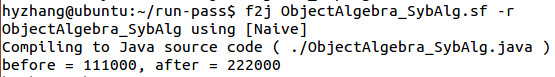 hyzhang@ubuntu:~/run-pass$ f2j ObjectAlgebra_SybAlg.sf -r
ObjectAlgebra_SybAlg using [Naive]
Compiling to Java source code ( ./ObjectAlgebra_SybAlg.java )
before = 111000, after = 222000